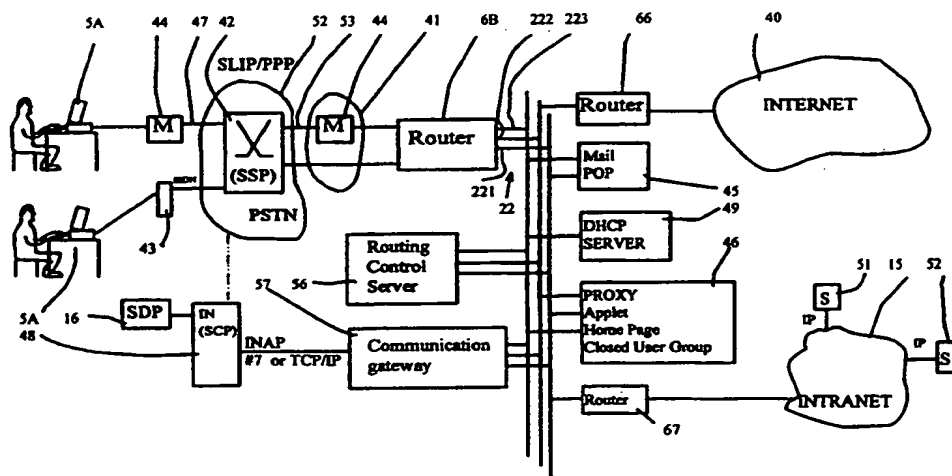 5A 44 47 42 52 53 44 41 6B 222 223 66 40
SLIP/PPP
M
(SSP)
M
Router
Router
INTERNET
ISDN
PSTN
221
22
Mail
POP
45
49
43
DHCP
SERVER
46
Routing
Control
Server
57 56
51 15 52
5A
48
16
SDP
IN
(SCP)
INAP
#7 or TCP/IP
Communication
gateway
PROXY
Applet
Home Page
Closed User Group
S
IP
IP
S
Router
67
INTRANET